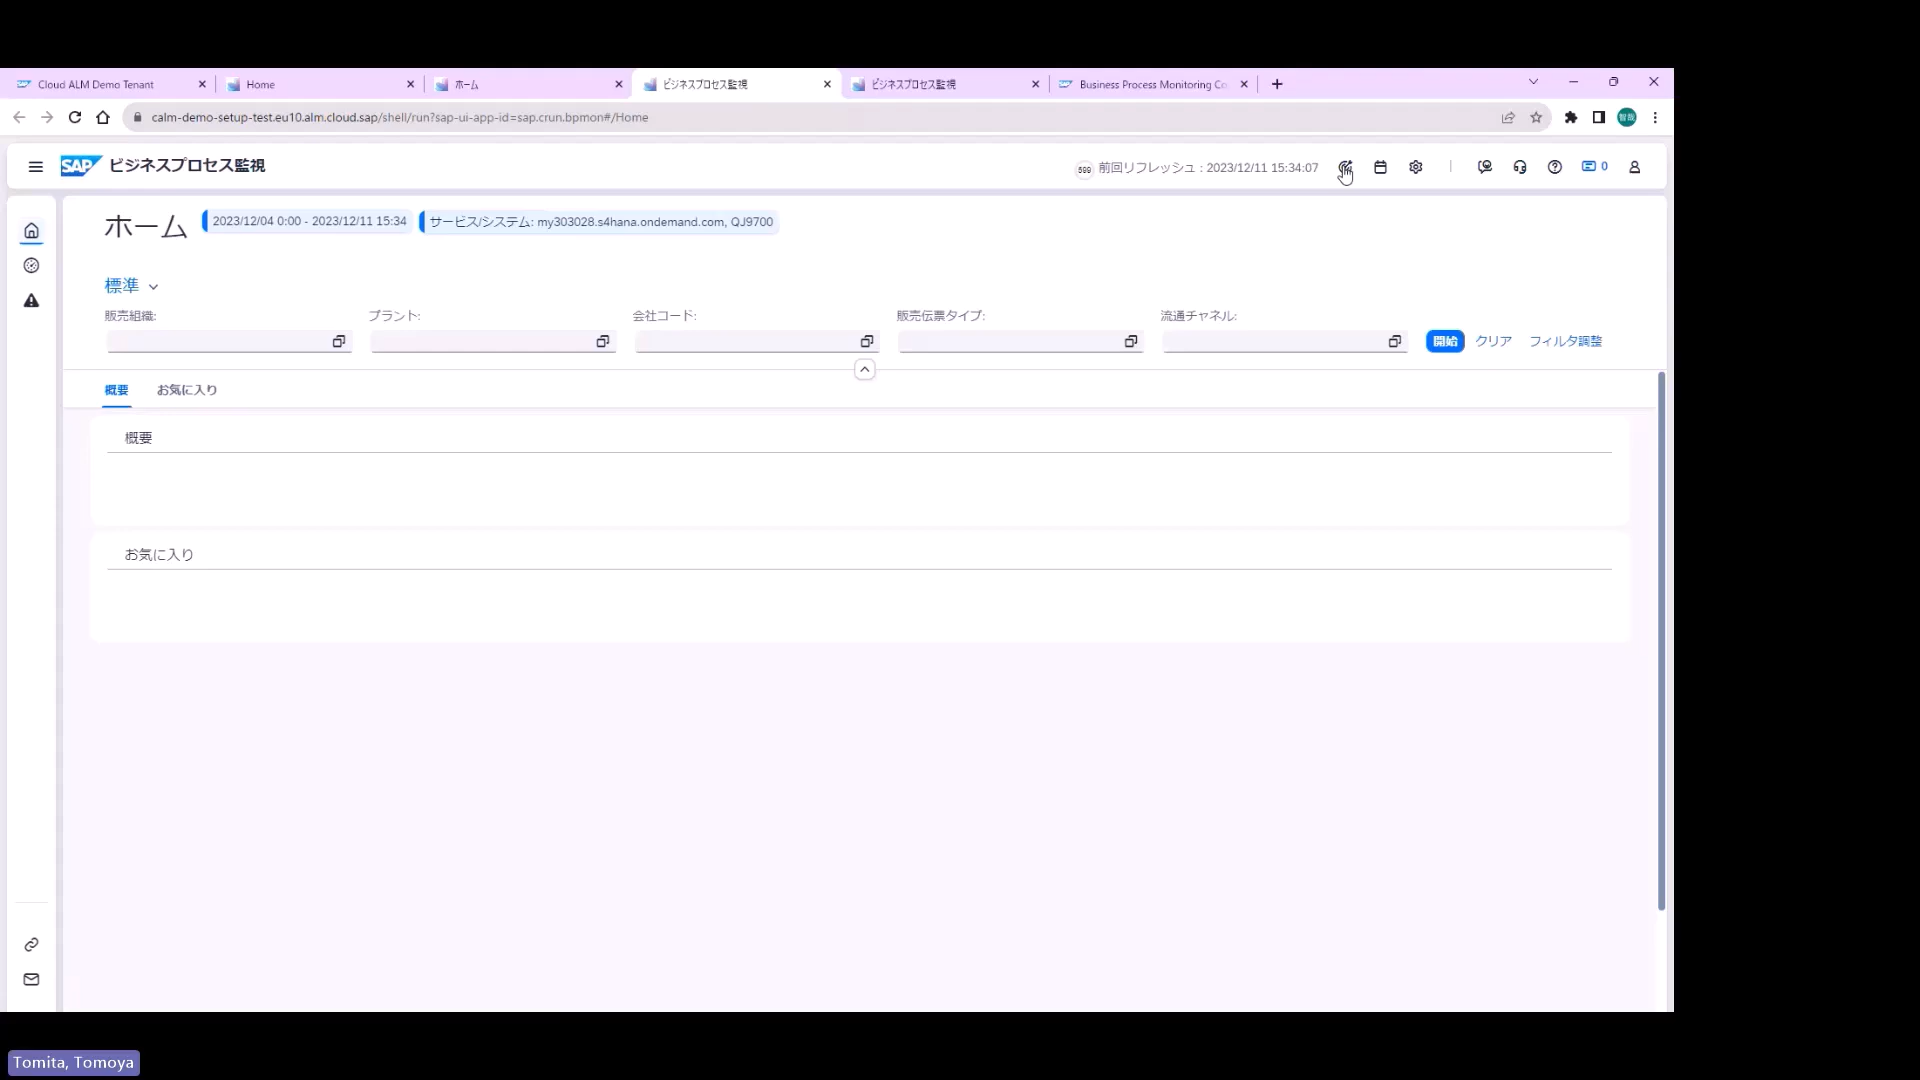 Cloud ALM Demo Tenant
Home
ホーム
ビジネスプロセス監視
ビジネスプロセス監視
Business Process Monitoring Co
calm-demo-setup-test.eu10.alm.cloud.sap/shell/run?sap-ui-app-id=sap.crun.bpmon#/Home
智哉
SAP ビジネスプロセス監視
599 前回リフレッシュ : 2023/12/11 15:34:07
0
ホーム
2023/12/04 0:00 - 2023/12/11 15:34
サービス/システム: my303028.s4hana.ondemand.com, QJ9700
標準
販売組織:
プラント:
会社コード:
販売伝票タイプ:
流通チャネル:
開始 クリア フィルタ調整
概要 お気に入り
概要
お気に入り
Tomita, Tomoya